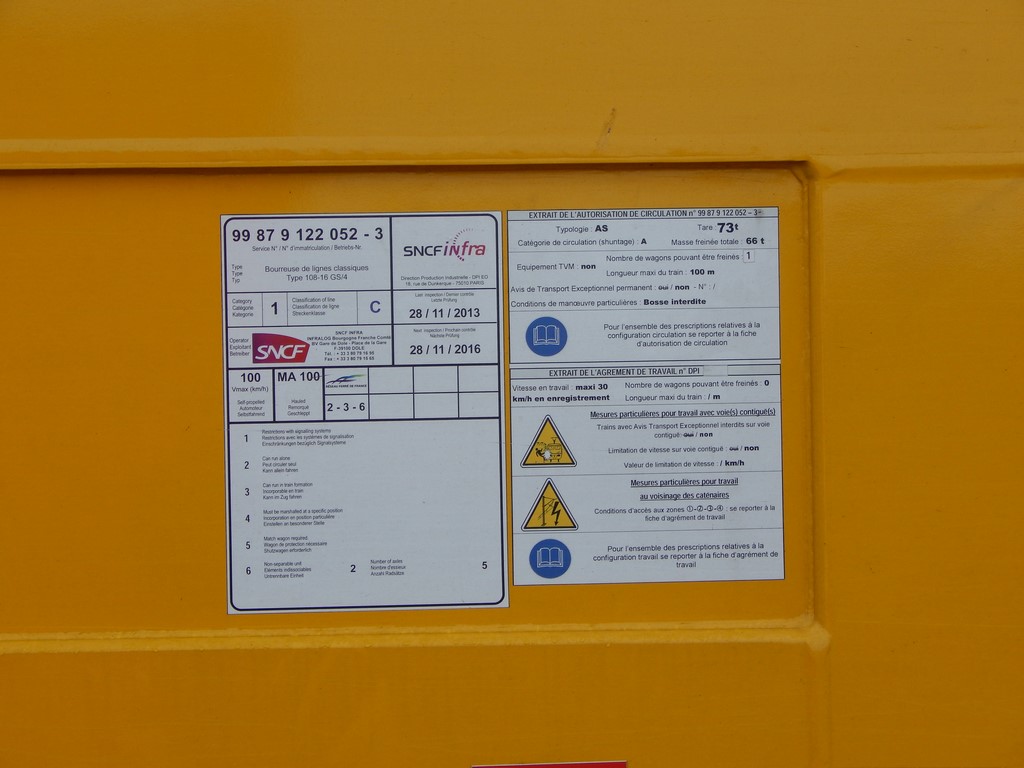 99 87 9 122 052 - 3
Service N° / N° d'immatriculation / Betriebs-Nr.
SNCF infra
Direction Production Industrielle - DPI EO
18, rue de Dunkerque - 75010 PARIS
Type
Type
Typ
Bourreuse de lignes classiques
Type 108-16 GS/4
Category
Catégorie
Kategorie
1
Classification of line
Classification de ligne
Streckenklasse
C
Last inspection / Dernier contrôle
Letzte Prüfung
28 / 11 / 2013
Operator
Exploitant
Betreiber
SNCF
SNCF INFRA
INFRALOG Bourgogne Franche Comté
BV Gare de Dole - Place de la Gare
F-39100 DOLE
Next inspection / Prochain contrôle
Nächste Prüfung
28 / 11 / 2016
100
Vmax (km/h)
Self-propelled
Automoteur
Selbstfahrend
MA 100
Hauled
Remorqué
Geschleppt
RESEAU FERRE DE FRANCE
2 - 3 - 6
1
Restrictions with signalling systems
Restrictions avec les systèmes de signalisation
Einschränkungen bezüglich Signalsysteme
2
Can run alone
Peut circuler seul
Kann allein fahren
3
Can run in train formation
Incorporable en train
Kann im Zug fahren
4
Must be marshalled at a specific position
Incorporation en position particulière
Einstellen an besonderer Stelle
5
Match wagon required
Wagon de protection nécessaire
Shutzwagen erforderlich
6
Non-separable unit
Eléments indissociables
Untrennbare Einheit
2
Number of axles
Nombre d'essieux
Anzahl Radsätze
5
EXTRAIT DE L'AUTORISATION DE CIRCULATION n° 99 87 9 122 052 – 3
Typologie : AS
Tare : 73t
Catégorie de circulation (shuntage) : A
Masse freinée totale : 66 t
Equipement TVM : non
Nombre de wagons pouvant être freinés : 1
Longueur maxi du train : 100 m
Avis de Transport Exceptionnel permanent : oui / non - N° : /
Conditions de manœuvre particulières : Bosse interdite
Pour l'ensemble des prescriptions relatives à la
configuration circulation se reporter à la fiche
d'autorisation de circulation
EXTRAIT DE L'AGREMENT DE TRAVAIL n° DPI
Vitesse en travail : maxi 30
km/h en enregistrement
Nombre de wagons pouvant être freinés : 0
Longueur maxi du train : / m
Mesures particulières pour travail avec voie(s) contiguë(s)
Trains avec Avis Transport Exceptionnel interdits sur voie
contiguë: oui / non
Limitation de vitesse sur voie contiguë : oui / non
Valeur de limitation de vitesse : / km/h
Mesures particulières pour travail
au voisinage des caténaires
Conditions d'accès aux zones ①-②-③-④ : se reporter à la
fiche d'agrément de travail
Pour l'ensemble des prescriptions relatives à la
configuration travail se reporter à la fiche d'agrément de
travail